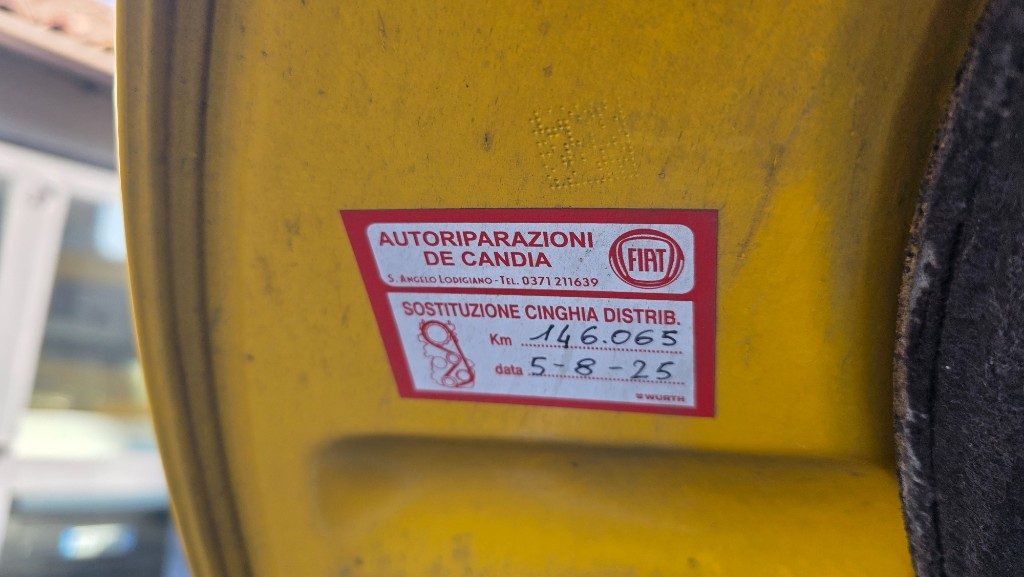 AUTORIPARAZIONI
DE CANDIA
FIAT
S. ANGELO LODIGIANO - TEL. 0371 211639
SOSTITUZIONE CINGHIA DISTRIB.
Km 146.065
data 5-8-25
WÜRTH